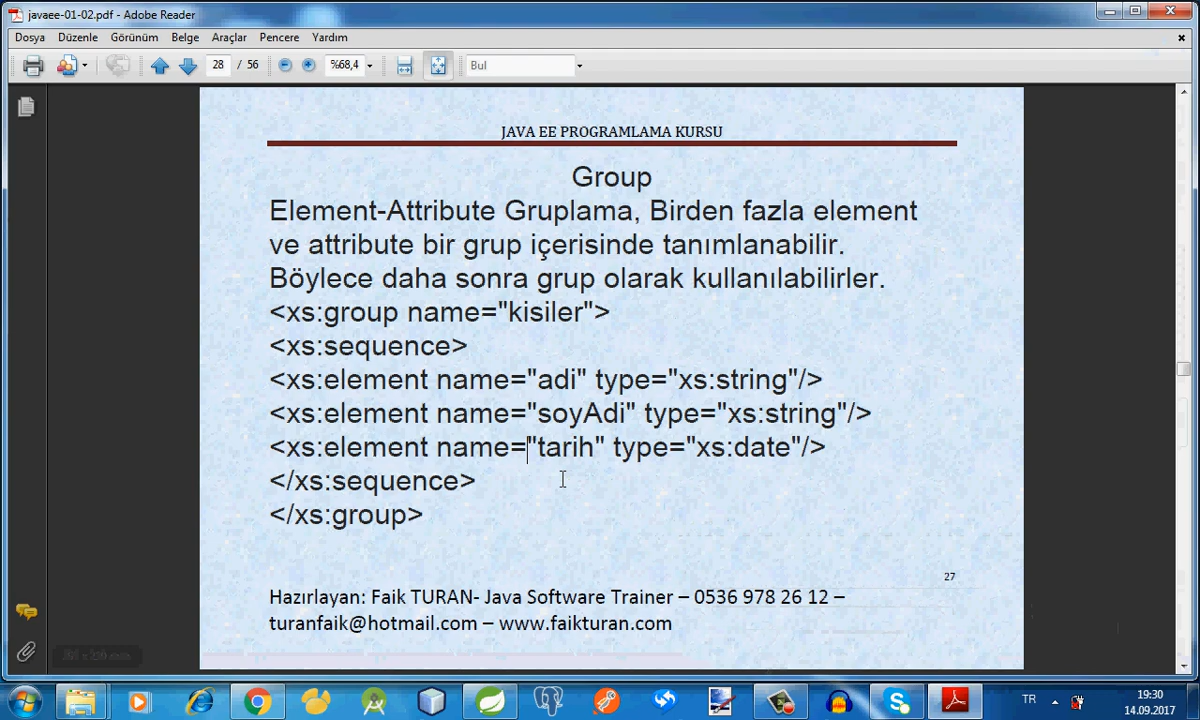 javaee-01-02.pdf - Adobe Reader
Dosya Düzenle Görünüm Belge Araçlar Pencere Yardım
28 / 56 %68,4 Bul
JAVA EE PROGRAMLAMA KURSU
Group
Element-Attribute Gruplama, Birden fazla element
ve attribute bir grup içerisinde tanımlanabilir.
Böylece daha sonra grup olarak kullanılabilirler.
<xs:group name="kisiler">
<xs:sequence>
<xs:element name="adi" type="xs:string"/>
<xs:element name="soyAdi" type="xs:string"/>
<xs:element name="tarih" type="xs:date"/>
</xs:sequence>
</xs:group>
27
Hazırlayan: Faik TURAN- Java Software Trainer – 0536 978 26 12 –
turanfaik@hotmail.com – www.faikturan.com
TR
19:30
14.09.2017